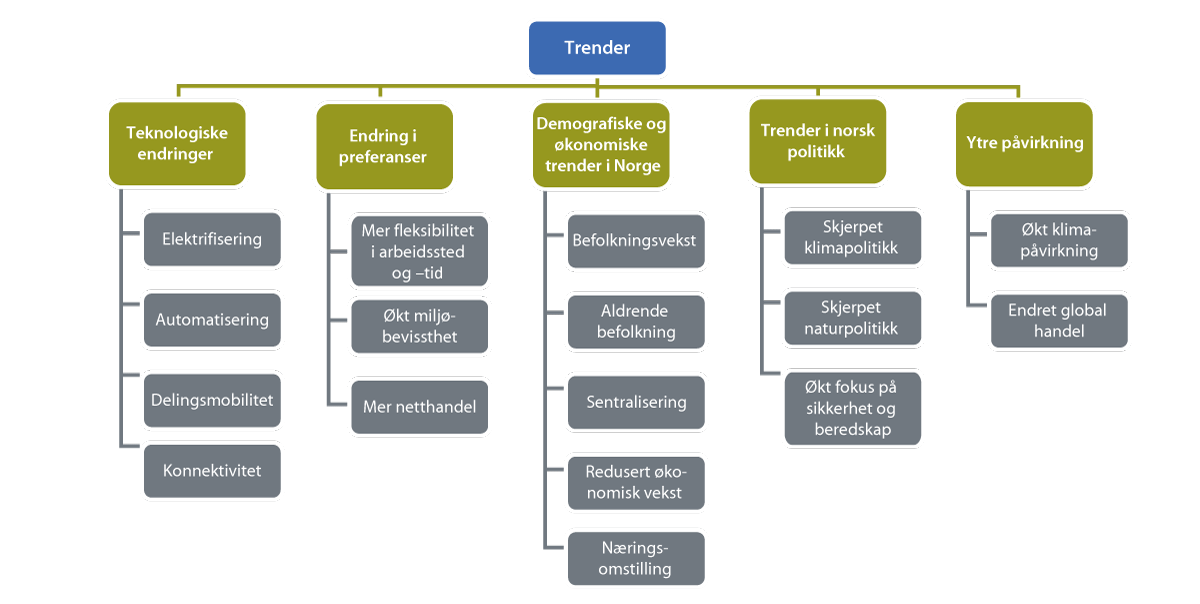 Trender
Teknologiske
endringer
Elektrifisering
Automatisering
Delingsmobilitet
Konnektivitet
Endring i
preferanser
Mer fleksibilitet
i arbeidssted
og –tid
Økt miljø-
bevissthet
Mer netthandel
Demografiske og
økonomiske
trender i Norge
Befolkningsvekst
Aldrende
befolkning
Sentralisering
Redusert øko-
nomisk vekst
Nærings-
omstilling
Trender i norsk
politikk
Skjerpet
klimapolitikk
Skjerpet
naturpolitikk
Økt fokus på
sikkerhet og
beredskap
Ytre påvirkning
Økt klima-
påvirkning
Endret global
handel